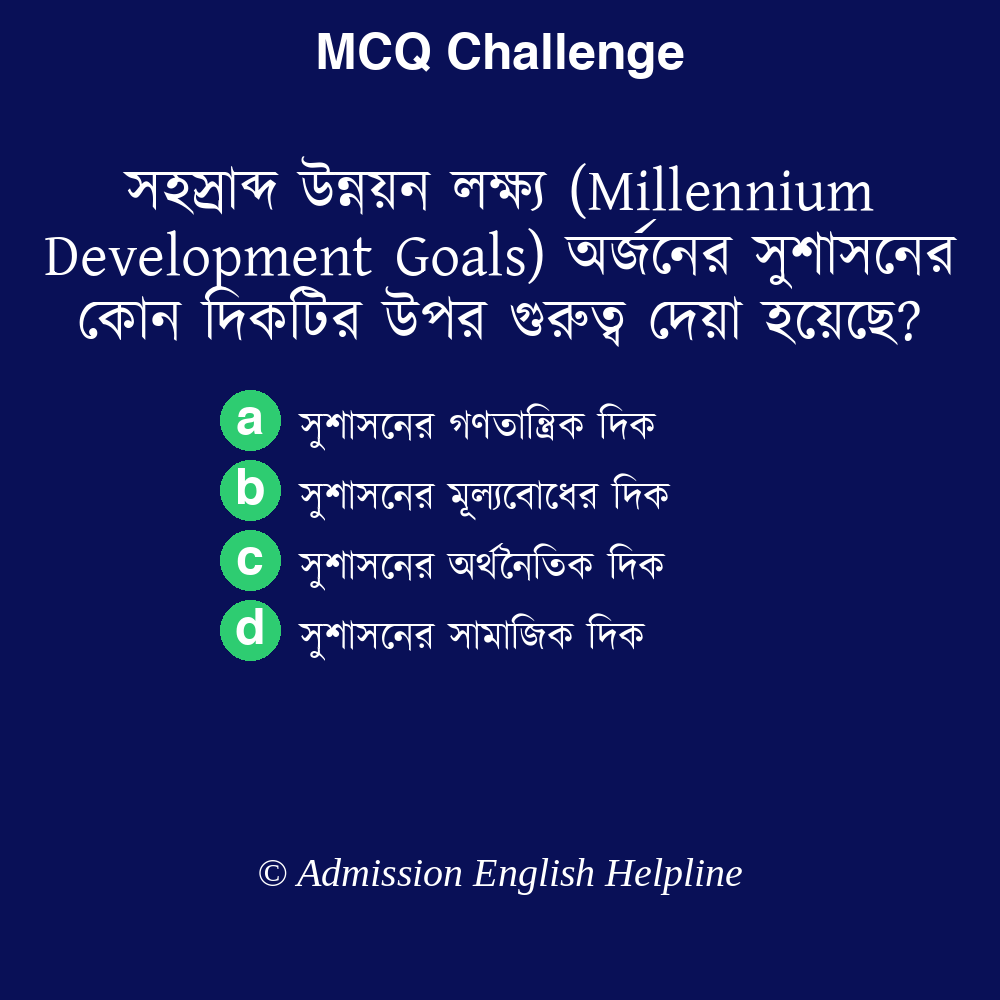 MCQ Challenge
সহস্রাব্দ উন্নয়ন লক্ষ্য (Millennium
Development Goals) অর্জনের সুশাসনের
কোন দিকটির উপর গুরুত্ব দেয়া হয়েছে?
a সুশাসনের গণতান্ত্রিক দিক
b সুশাসনের মূল্যবোধের দিক
c সুশাসনের অর্থনৈতিক দিক
d সুশাসনের সামাজিক দিক
© Admission English Helpline